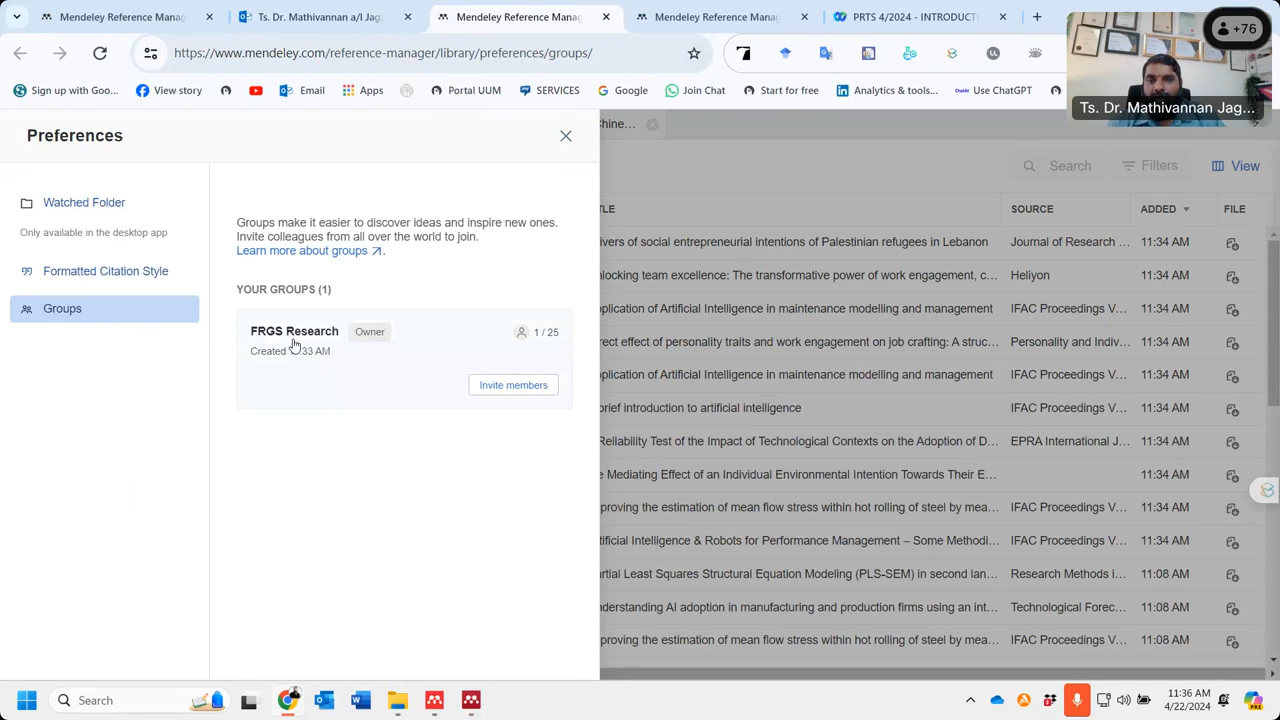 Mendeley Reference Mana
Ts. Dr. Mathivannan a/l Jag
Mendeley Reference Mana
Mendeley Reference Mana
PRTS 4/2024 - INTRODUCTI
+76
https://www.mendeley.com/reference-manager/library/preferences/groups/
Ts. Dr. Mathivannan Jag...
Sign up with Goo...
View story
Email
Apps
Portal UUM
SERVICES
Google
Join Chat
Start for free
Analytics & tools...
Use ChatGPT
Preferences
Chine...
Search
Filters
View
Watched Folder
Only available in the desktop app
Formatted Citation Style
Groups
Groups make it easier to discover ideas and inspire new ones.
Invite colleagues from all over the world to join.
Learn more about groups ↗.
YOUR GROUPS (1)
FRGS Research
Owner
1 / 25
Created
:33 AM
Invite members
TLE SOURCE ADDED FILE
ivers of social entrepreneurial intentions of Palestinian refugees in Lebanon Journal of Research ... 11:34 AM
nlocking team excellence: The transformative power of work engagement, c... Heliyon 11:34 AM
pplication of Artificial Intelligence in maintenance modelling and management IFAC Proceedings V... 11:34 AM
rect effect of personality traits and work engagement on job crafting: A struc... Personality and Indiv... 11:34 AM
pplication of Artificial Intelligence in maintenance modelling and management IFAC Proceedings V... 11:34 AM
brief introduction to artificial intelligence IFAC Proceedings V... 11:34 AM
Reliability Test of the Impact of Technological Contexts on the Adoption of D... EPRA International J... 11:34 AM
e Mediating Effect of an Individual Environmental Intention Towards Their E... 11:34 AM
proving the estimation of mean flow stress within hot rolling of steel by mea... IFAC Proceedings V... 11:34 AM
tificial Intelligence & Robots for Performance Management – Some Methodi... IFAC Proceedings V... 11:34 AM
artial Least Squares Structural Equation Modeling (PLS-SEM) in second lan... Research Methods i... 11:08 AM
nderstanding AI adoption in manufacturing and production firms using an int... Technological Forec... 11:08 AM
proving the estimation of mean flow stress within hot rolling of steel by mea... IFAC Proceedings V... 11:08 AM
Search
11:36 AM
4/22/2024